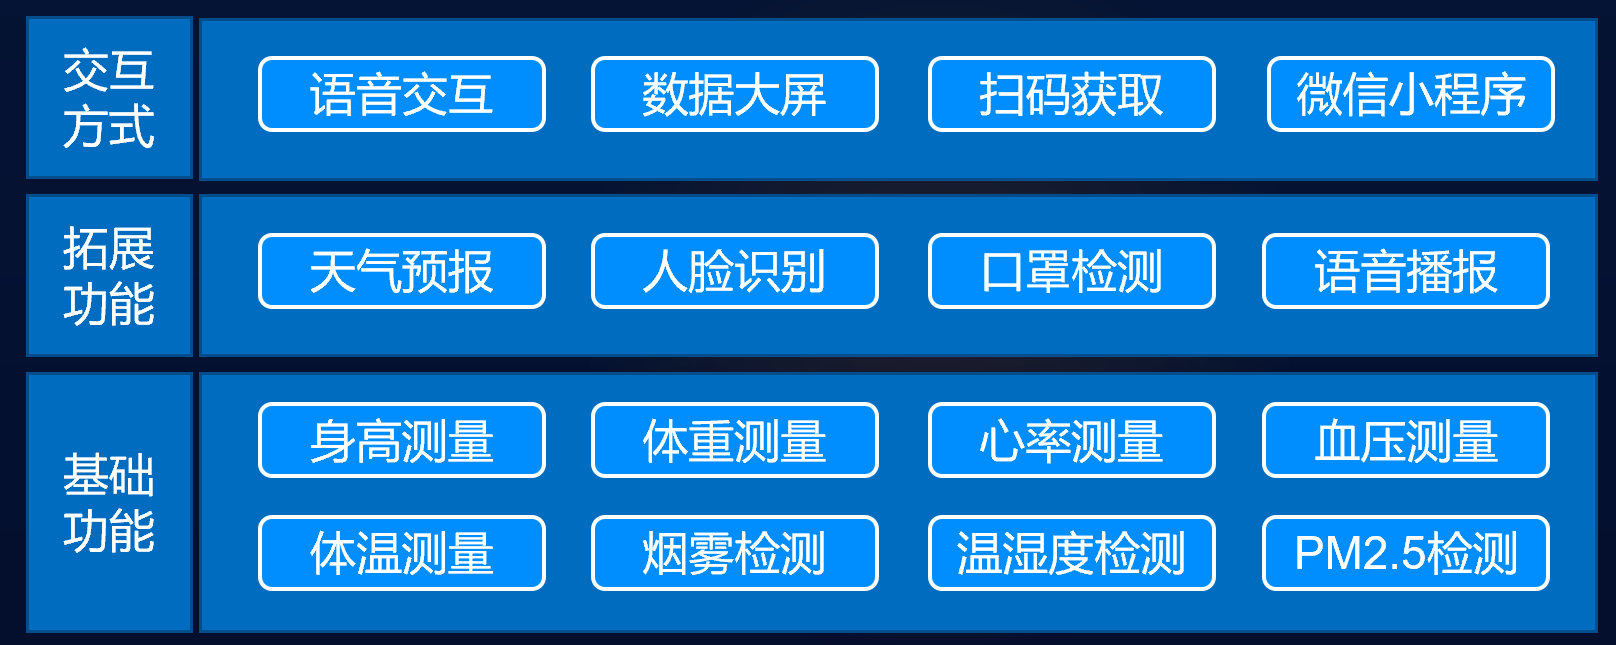 交互
方式
语音交互
数据大屏
扫码获取
微信小程序
拓展
功能
天气预报
人脸识别
口罩检测
语音播报
基础
功能
身高测量
体重测量
心率测量
血压测量
体温测量
烟雾检测
温湿度检测
PM2.5检测